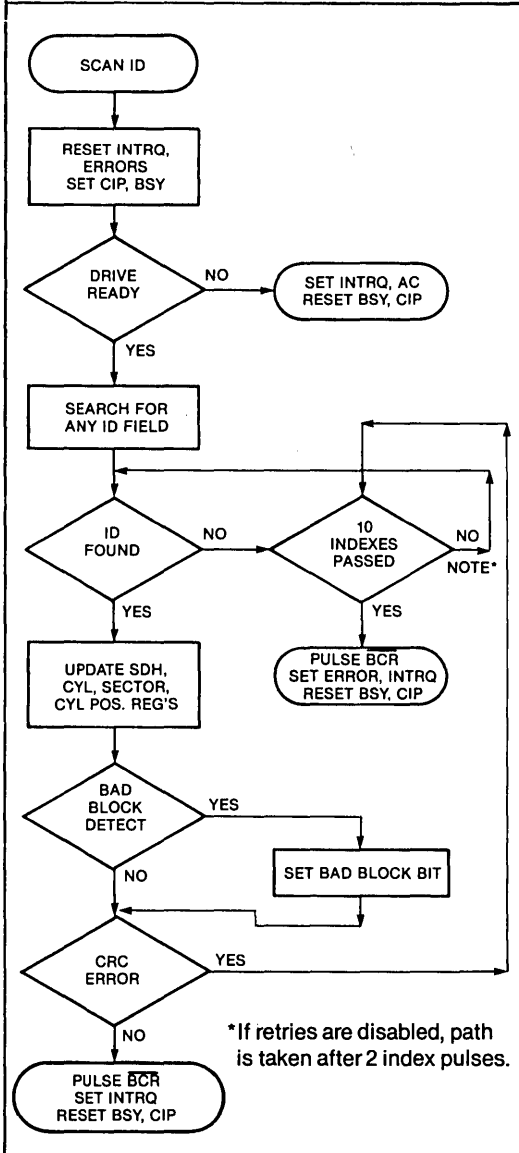 SCAN ID
RESET INTRQ,
ERRORS
SET CIP, BSY
DRIVE
READY
NO
SET INTRQ, AC
RESET BSY, CIP
YES
SEARCH FOR
ANY ID FIELD
ID
FOUND
NO
10
INDEXES
PASSED
NO
NOTE*
YES
YES
PULSE BCR
SET ERROR, INTRQ
RESET BSY, CIP
UPDATE SDH,
CYL, SECTOR,
CYL POS. REG'S
BAD
BLOCK
DETECT
YES
SET BAD BLOCK BIT
NO
CRC
ERROR
YES
NO
*If retries are disabled, path
is taken after 2 index pulses.
PULSE BCR
SET INTRQ
RESET BSY, CIP